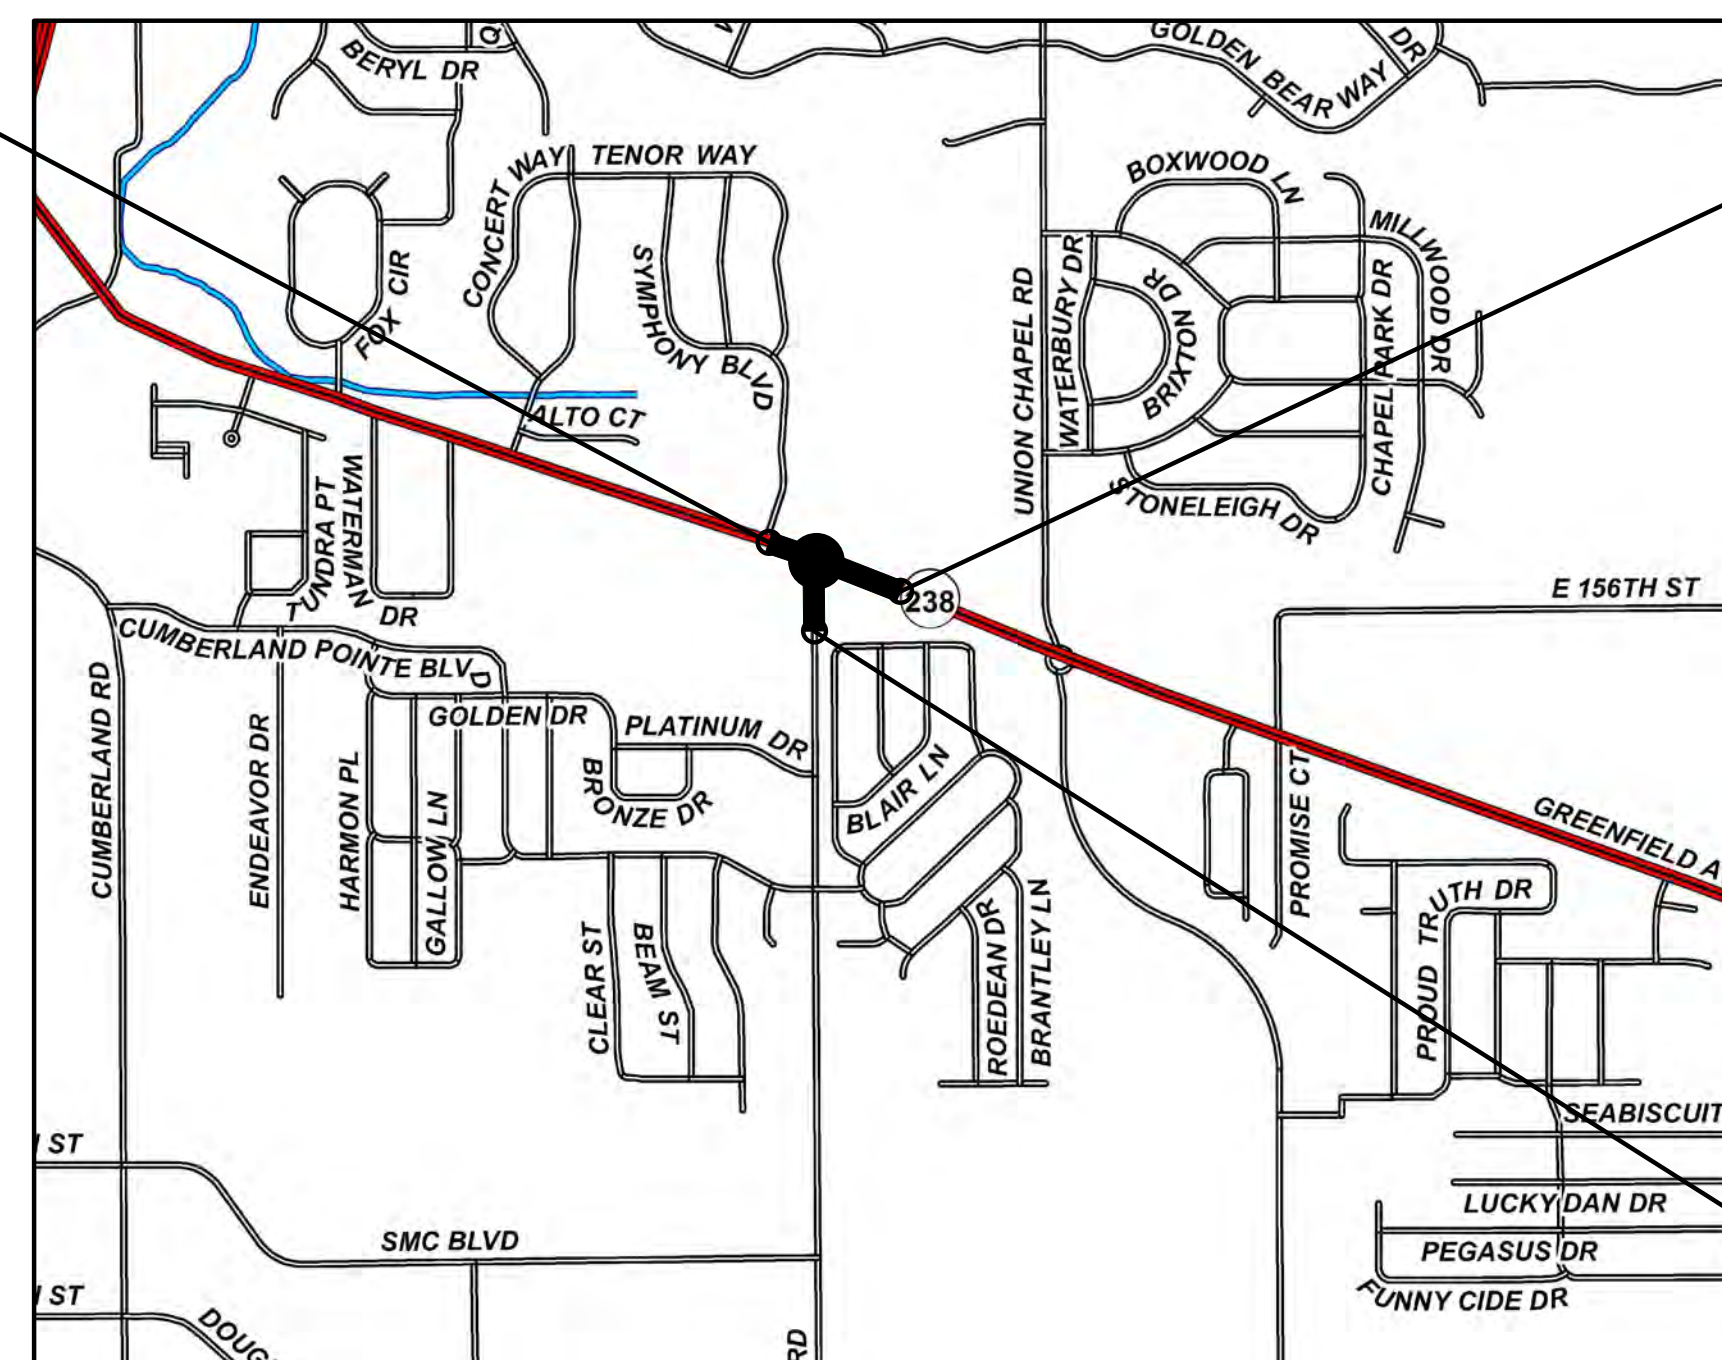 BERYL DR
Q
GOLDEN BEAR WAY
DR
CONCERT WAY
TENOR WAY
BOXWOOD LN
MILLWOOD DR
SYMPHONY BLVD
FOX CIR
UNION CHAPEL RD
WATERBURY DR
BRIXTON DR
CHAPEL PARK DR
ALTO CT
STONELEIGH DR
TUNDRA PT
WATERMAN DR
238
E 156TH ST
CUMBERLAND POINTE BLVD
CUMBERLAND RD
ENDEAVOR DR
HARMON PL
GALLOW LN
GOLDEN DR
PLATINUM DR
BRONZE DR
BLAIR LN
PROMISE CT
GREENFIELD A
PROUD TRUTH DR
CLEAR ST
BEAM ST
ROEDEAN DR
BRANTLEY LN
SEABISCUIT
ST
LUCKY DAN DR
SMC BLVD
PEGASUS DR
ST
FUNNY CIDE DR
DOUG
RD